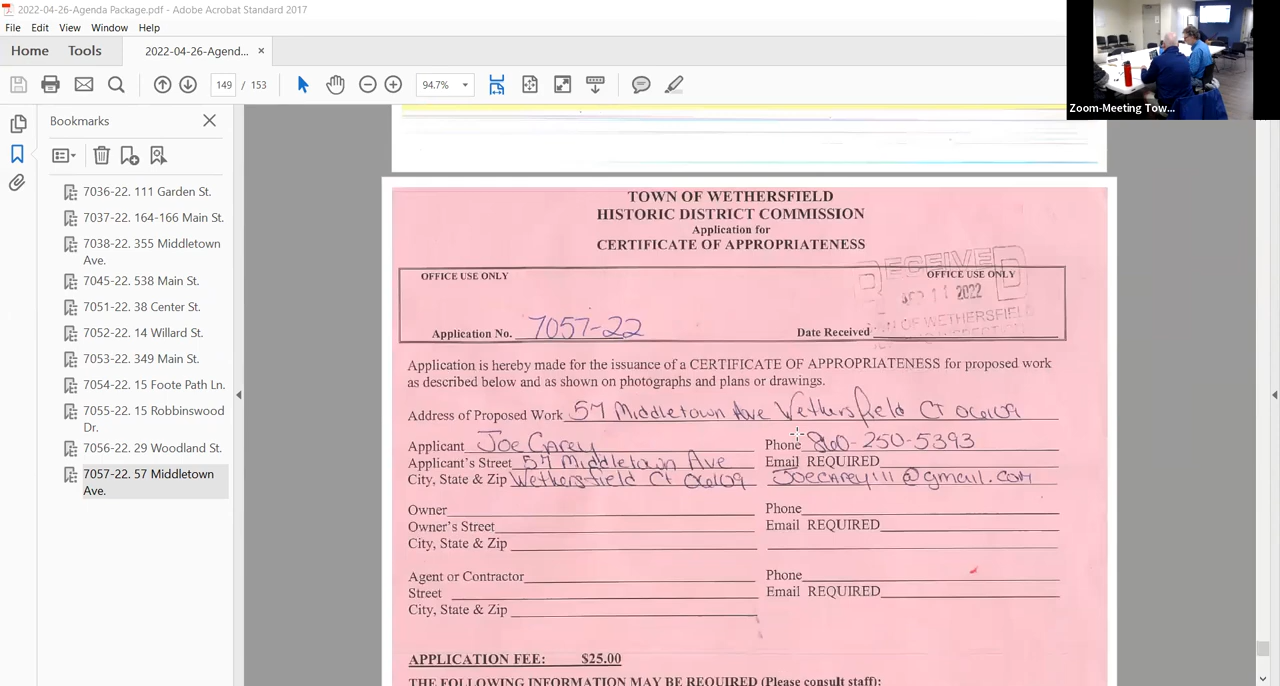 2022-04-26-Agenda Package.pdf - Adobe Acrobat Standard 2017
File Edit View Window Help
Home Tools 2022-04-26-Agend... ×
149 / 153 94.7%
Bookmarks
7036-22. 111 Garden St.
7037-22. 164-166 Main St.
7038-22. 355 Middletown
Ave.
7045-22. 538 Main St.
7051-22. 38 Center St.
7052-22. 14 Willard St.
7053-22. 349 Main St.
7054-22. 15 Foote Path Ln.
7055-22. 15 Robbinswood
Dr.
7056-22. 29 Woodland St.
7057-22. 57 Middletown
Ave.
Zoom-Meeting Tow...
TOWN OF WETHERSFIELD
HISTORIC DISTRICT COMMISSION
Application for
CERTIFICATE OF APPROPRIATENESS
RECEIVED
OFFICE USE ONLY OFFICE USE ONLY
11 2022
OF WETHERSFIELD
Application No. 7057-22 Date Received
Application is hereby made for the issuance of a CERTIFICATE OF APPROPRIATENESS for proposed work
as described below and as shown on photographs and plans or drawings.
Address of Proposed Work 57 Middletown Ave Wethersfield CT 06109
Applicant Joe Carey Phone 860-250-5393
Applicant's Street 57 Middletown Ave Email REQUIRED
City, State & Zip Wethersfield CT 06109 JOECAREY111@gmail.com
Owner Phone
Owner's Street Email REQUIRED
City, State & Zip
Agent or Contractor Phone
Street Email REQUIRED
City, State & Zip
APPLICATION FEE: $25.00
THE FOLLOWING INFORMATION MAY BE REQUIRED (Please consult staff):